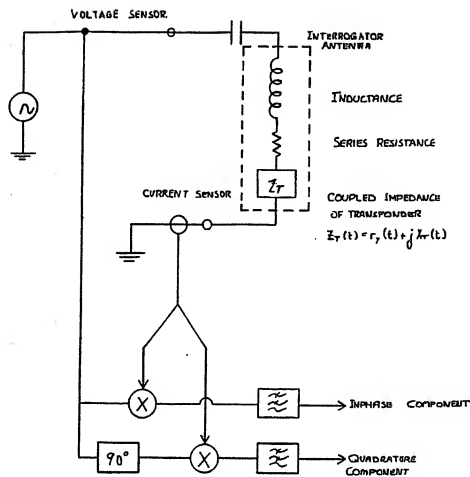 VOLTAGE SENSOR
INTERROGATOR
ANTENNA
INDUCTANCE
SERIES RESISTANCE
Z_T
CURRENT SENSOR
COUPLED IMPEDANCE
OF TRANSPONDER
Z_T(t) = r_T(t) + j X_T(t)
X
INPHASE COMPONENT
90°
X
QUADRATURE
COMPONENT